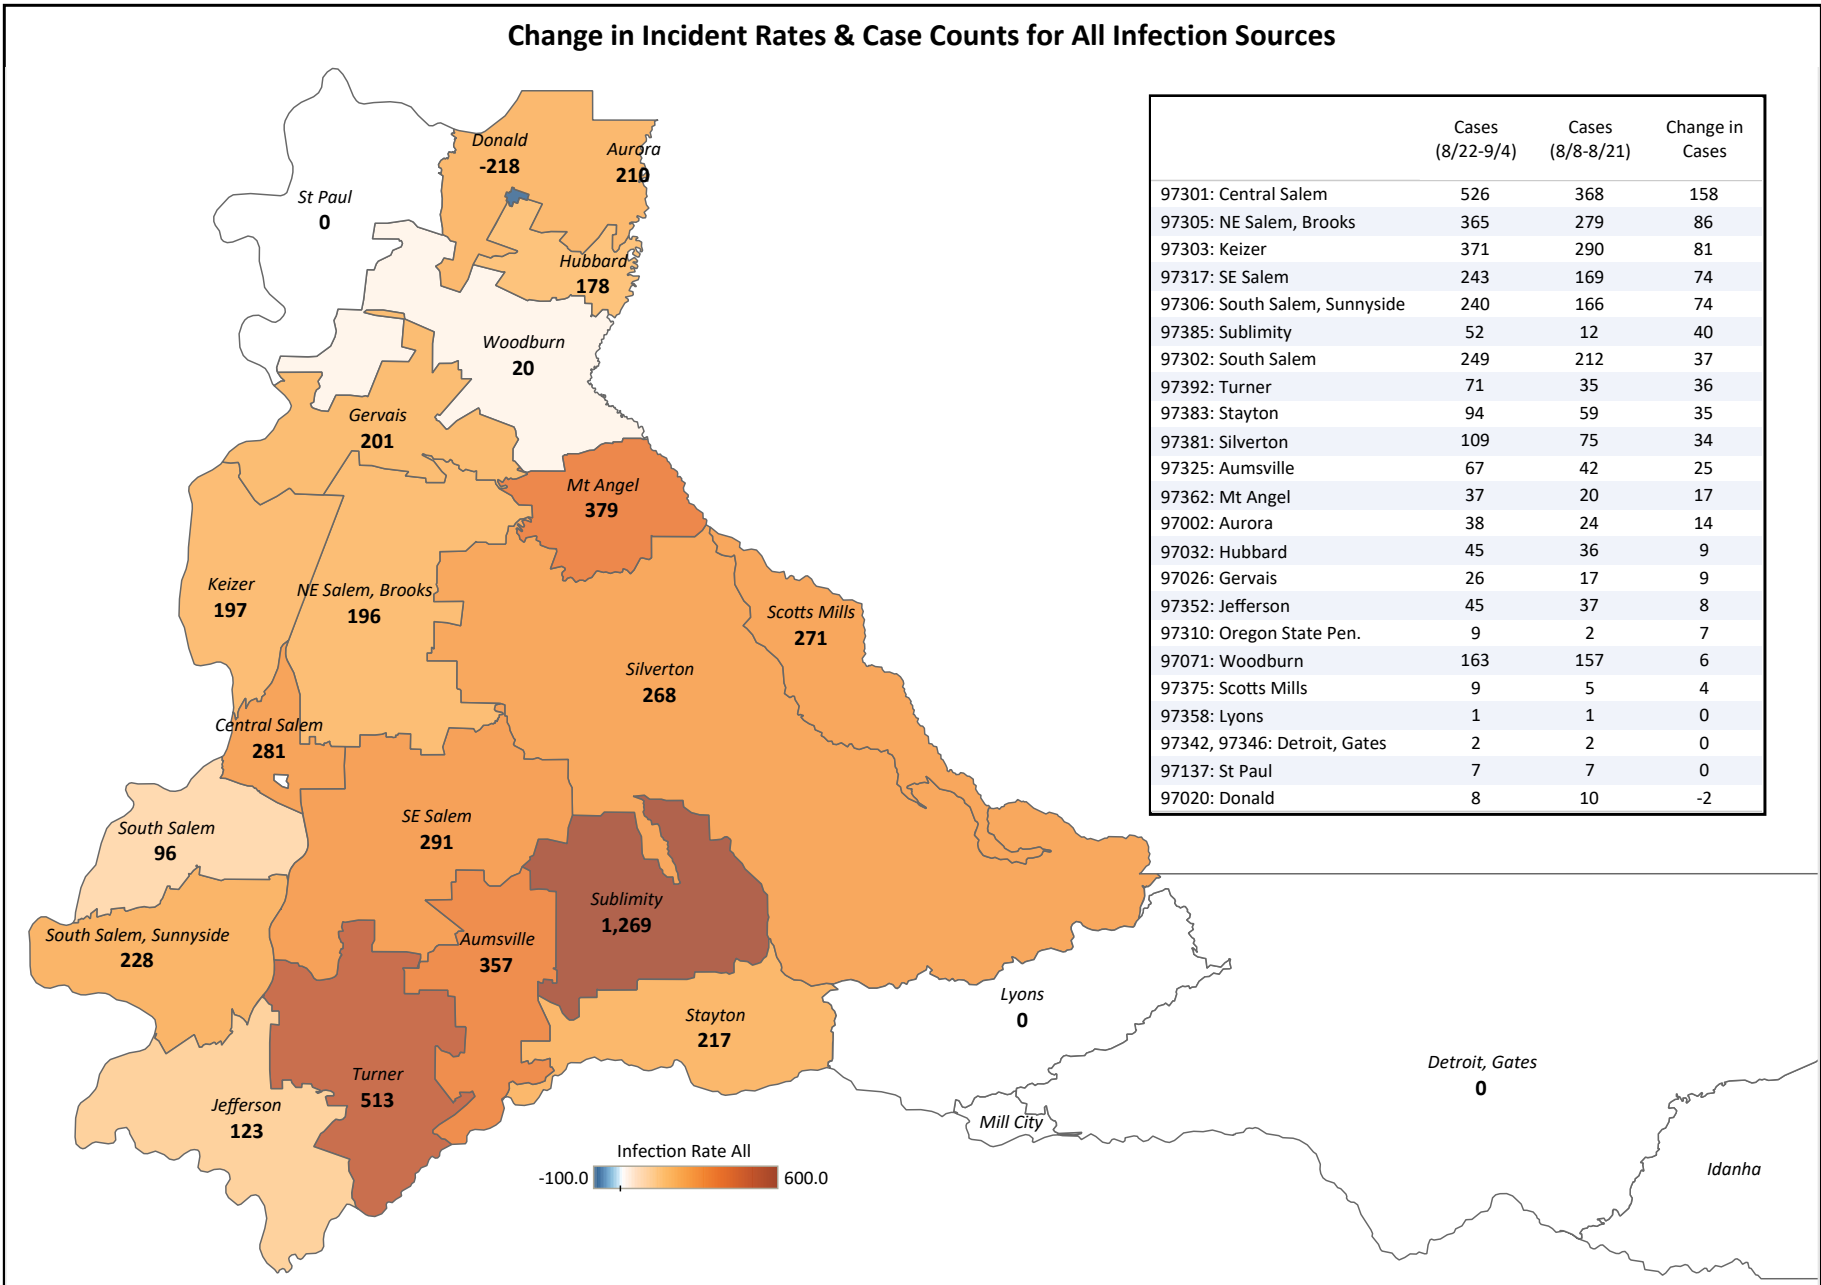 Change in Incident Rates & Case Counts for All Infection Sources
Donald
-218
Aurora
210
St Paul
0
Hubbard
178
Woodburn
20
Gervais
201
Mt Angel
379
Keizer
197
NE Salem, Brooks
196
Scotts Mills
271
Silverton
268
Central Salem
281
South Salem
96
SE Salem
291
Sublimity
1,269
South Salem, Sunnyside
228
Aumsville
357
Stayton
217
Lyons
0
Turner
513
Jefferson
123
Detroit, Gates
0
Mill City
Idanha
Infection Rate All
-100.0 600.0
Cases (8/22-9/4) Cases (8/8-8/21) Change in Cases
97301: Central Salem 526 368 158
97305: NE Salem, Brooks 365 279 86
97303: Keizer 371 290 81
97317: SE Salem 243 169 74
97306: South Salem, Sunnyside 240 166 74
97385: Sublimity 52 12 40
97302: South Salem 249 212 37
97392: Turner 71 35 36
97383: Stayton 94 59 35
97381: Silverton 109 75 34
97325: Aumsville 67 42 25
97362: Mt Angel 37 20 17
97002: Aurora 38 24 14
97032: Hubbard 45 36 9
97026: Gervais 26 17 9
97352: Jefferson 45 37 8
97310: Oregon State Pen. 9 2 7
97071: Woodburn 163 157 6
97375: Scotts Mills 9 5 4
97358: Lyons 1 1 0
97342, 97346: Detroit, Gates 2 2 0
97137: St Paul 7 7 0
97020: Donald 8 10 -2